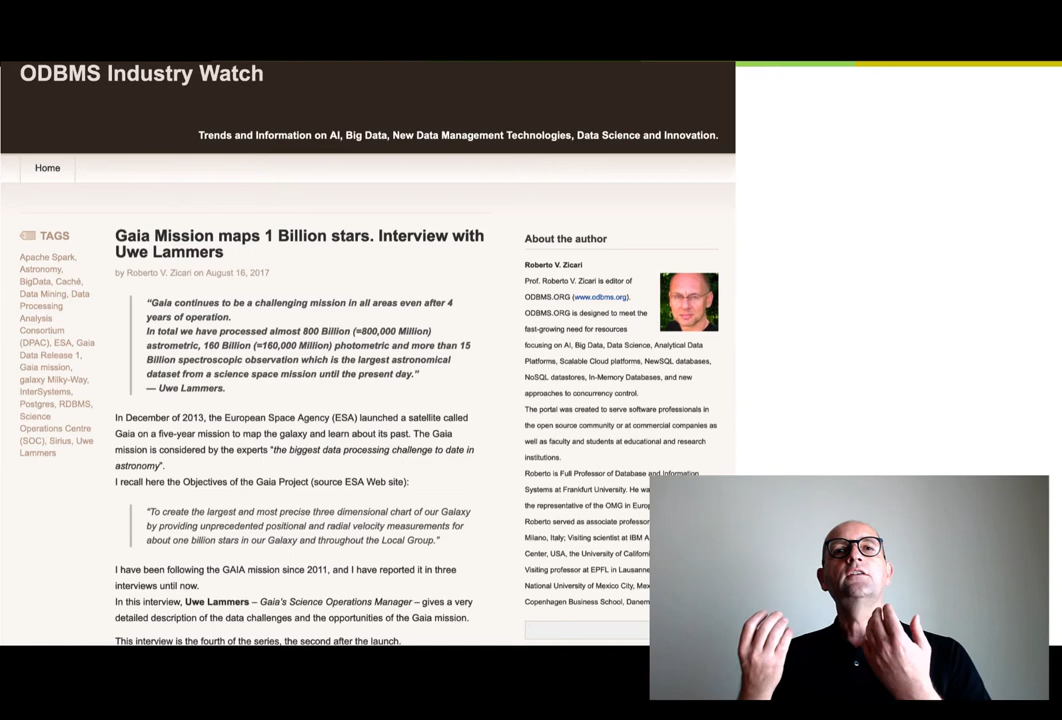 ODBMS Industry Watch
Trends and Information on AI, Big Data, New Data Management Technologies, Data Science and Innovation.
Home
TAGS
Apache Spark,
Astronomy,
BigData, Caché,
Data Mining, Data
Processing
Analysis
Consortium
(DPAC), ESA, Gaia
Data Release 1,
Gaia mission,
galaxy Milky-Way,
InterSystems,
Postgres, RDBMS,
Science
Operations Centre
(SOC), Sirius, Uwe
Lammers
Gaia Mission maps 1 Billion stars. Interview with
Uwe Lammers
by Roberto V. Zicari on August 16, 2017
“Gaia continues to be a challenging mission in all areas even after 4
years of operation.
In total we have processed almost 800 Billion (=800,000 Million)
astrometric, 160 Billion (=160,000 Million) photometric and more than 15
Billion spectroscopic observation which is the largest astronomical
dataset from a science space mission until the present day.”
— Uwe Lammers.
In December of 2013, the European Space Agency (ESA) launched a satellite called
Gaia on a five-year mission to map the galaxy and learn about its past. The Gaia
mission is considered by the experts “the biggest data processing challenge to date in
astronomy”.
I recall here the Objectives of the Gaia Project (source ESA Web site):
“To create the largest and most precise three dimensional chart of our Galaxy
by providing unprecedented positional and radial velocity measurements for
about one billion stars in our Galaxy and throughout the Local Group.”
I have been following the GAIA mission since 2011, and I have reported it in three
interviews until now.
In this interview, Uwe Lammers – Gaia’s Science Operations Manager – gives a very
detailed description of the data challenges and the opportunities of the Gaia mission.
This interview is the fourth of the series, the second after the launch.
About the author
Roberto V. Zicari
Prof. Roberto V. Zicari is editor of
ODBMS.ORG (www.odbms.org).
ODBMS.ORG is designed to meet the
fast-growing need for resources
focusing on AI, Big Data, Data Science, Analytical Data
Platforms, Scalable Cloud platforms, NewSQL databases,
NoSQL datastores, In-Memory Databases, and new
approaches to concurrency control.
The portal was created to serve software professionals in
the open source community or at commercial companies as
well as faculty and students at educational and research
institutions.
Roberto is Full Professor of Database and Information
Systems at Frankfurt University. He wa
the representative of the OMG in Europ
Roberto served as associate professor
Milano, Italy; Visiting scientist at IBM A
Center, USA, the University of Californi
Visiting professor at EPFL in Lausanne
National University of Mexico City, Mex
Copenhagen Business School, Danem